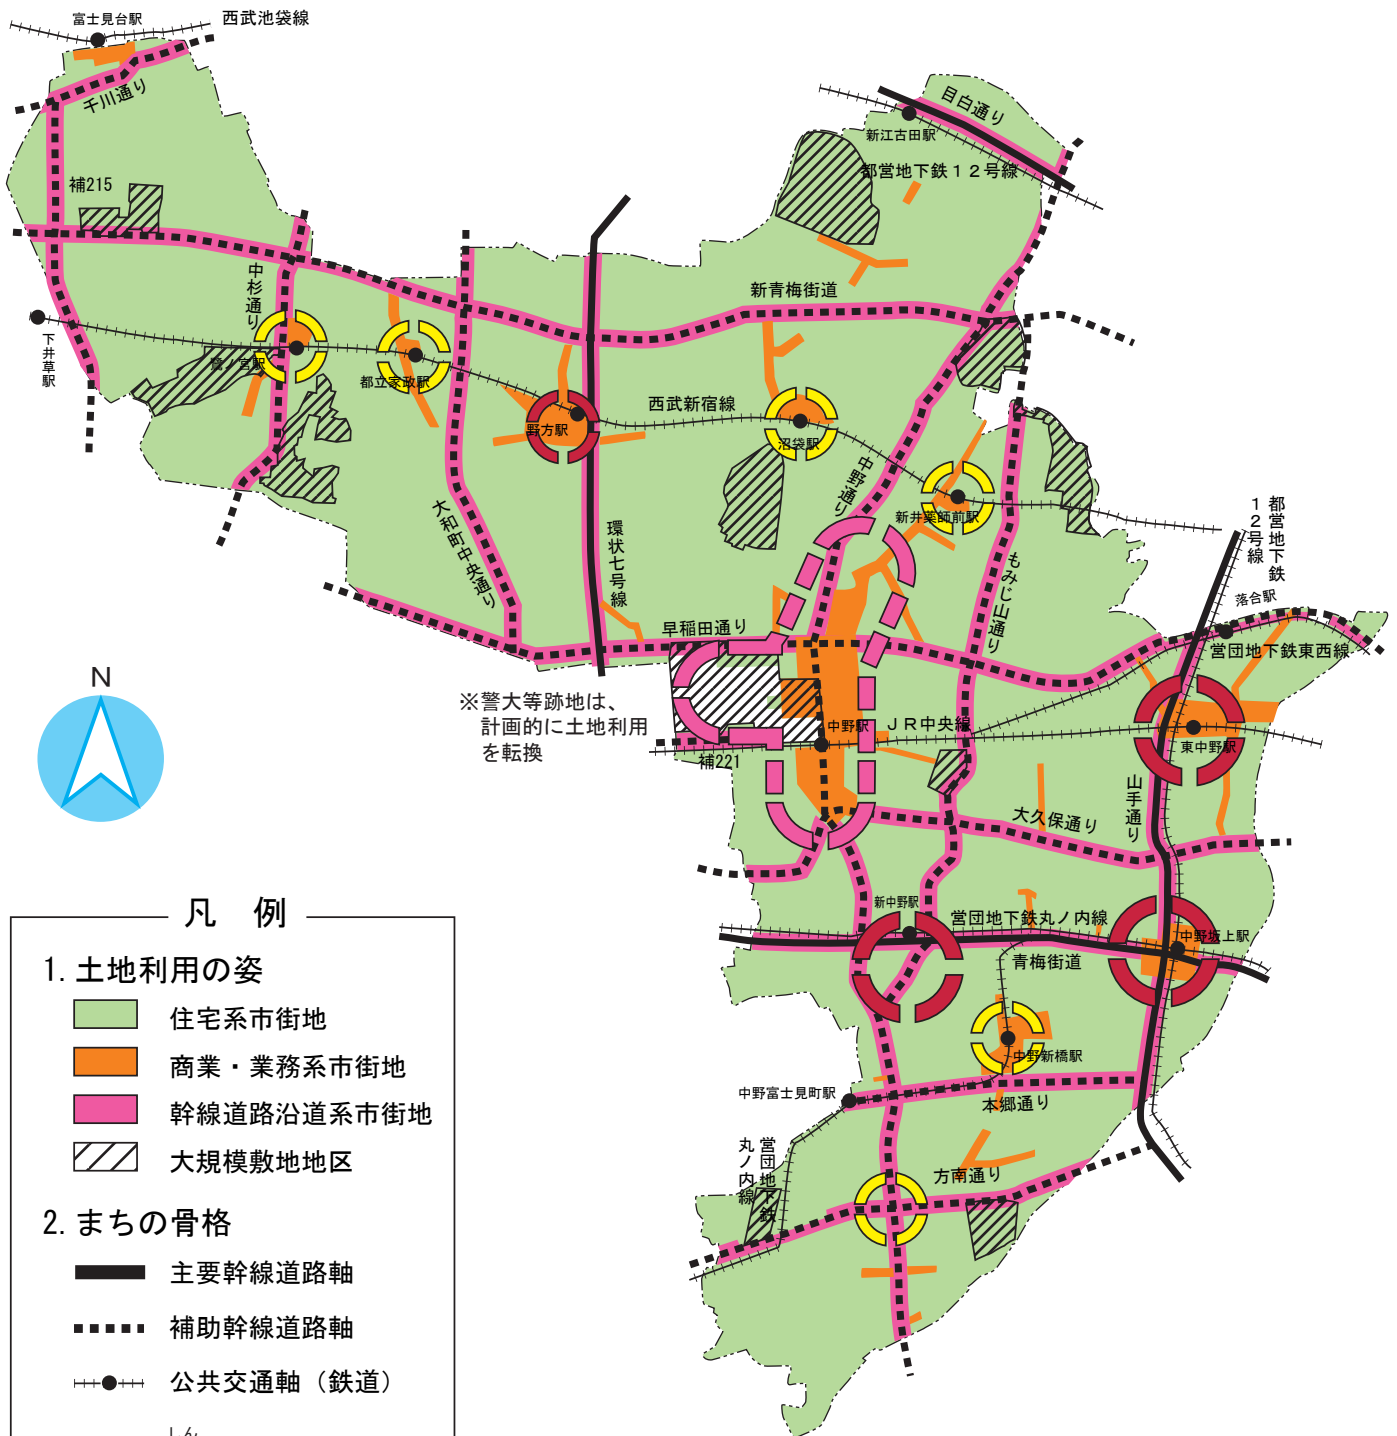 富士見台駅
西武池袋線
千川通り
目白通り
新江古田駅
都営地下鉄１２号線
補215
中杉通り
新青梅街道
下井草駅
鷺ノ宮駅
都立家政駅
西武新宿線
野方駅
沼袋駅
中野通り
新井薬師前駅
大和町中央通り
環状七号線
もみじ山通り
都営地下鉄
１２号線
落合駅
早稲田通り
営団地下鉄東西線
N
※警大等跡地は、
計画的に土地利用
を転換
中野駅
ＪＲ中央線
東中野駅
補221
山手通り
大久保通り
新中野駅
営団地下鉄丸ノ内線
中野坂上駅
青梅街道
中野新橋駅
中野富士見町駅
本郷通り
営団地下鉄
丸ノ内線
方南通り
凡　例
1. 土地利用の姿
住宅系市街地
商業・業務系市街地
幹線道路沿道系市街地
大規模敷地地区
2. まちの骨格
主要幹線道路軸
補助幹線道路軸
公共交通軸（鉄道）